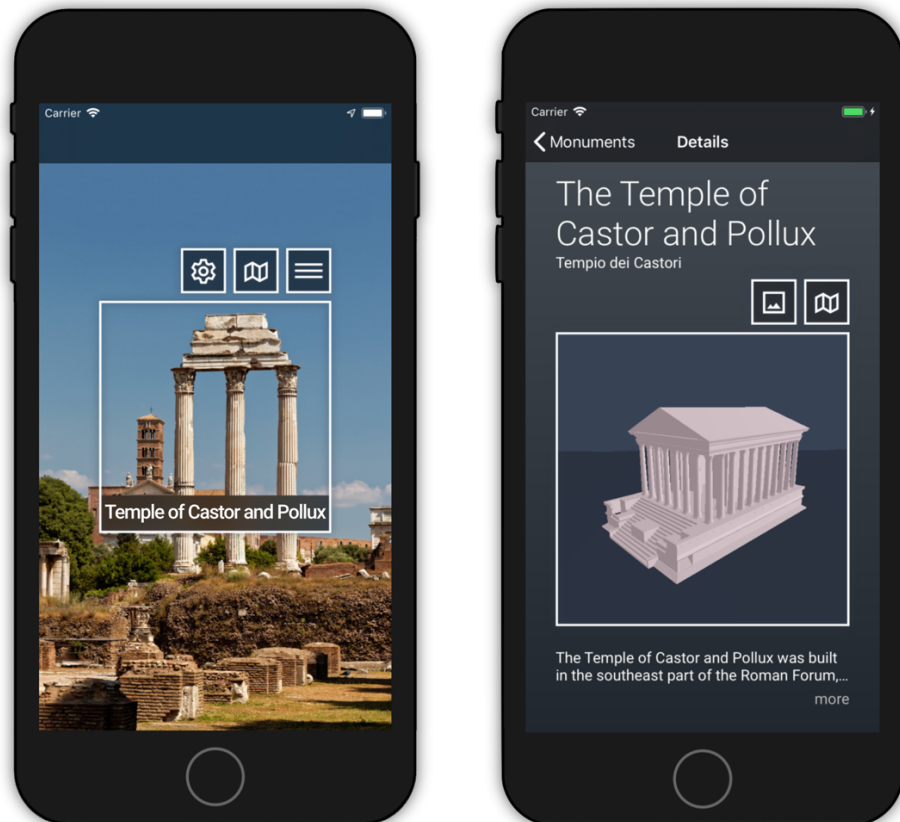 Carrier
Temple of Castor and Pollux
Carrier
Monuments
Details
The Temple of
Castor and Pollux
Tempio dei Castori
The Temple of Castor and Pollux was built
in the southeast part of the Roman Forum,...
more